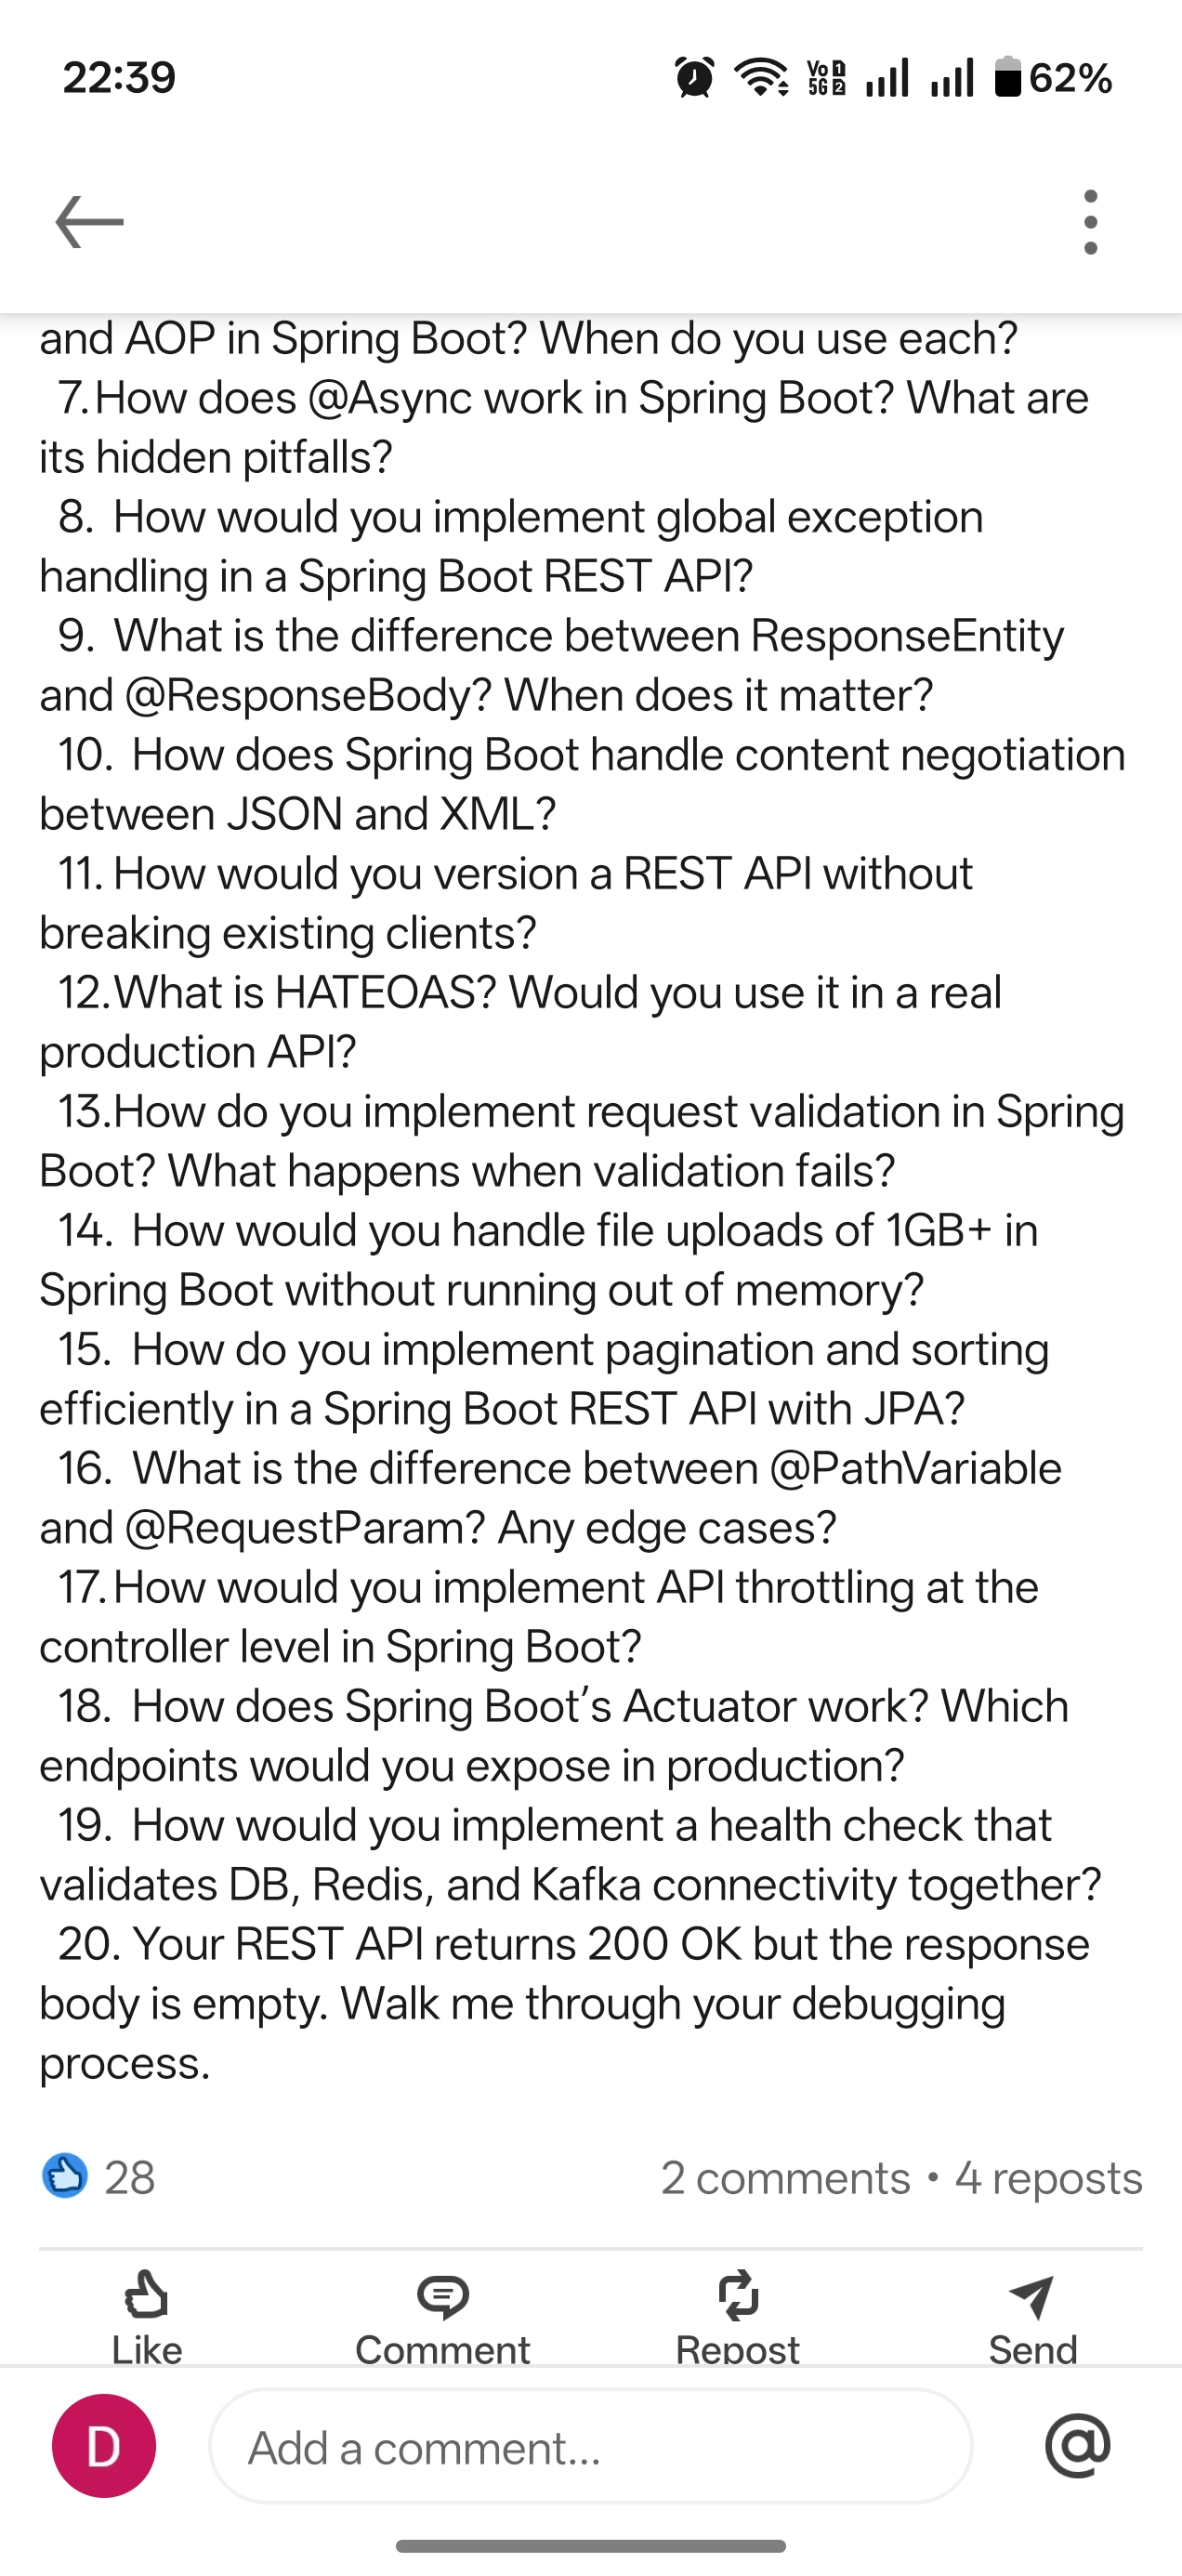 22:39
Vo 1 5G 2 62%
and AOP in Spring Boot? When do you use each?
7. How does @Async work in Spring Boot? What are
its hidden pitfalls?
8. How would you implement global exception
handling in a Spring Boot REST API?
9. What is the difference between ResponseEntity
and @ResponseBody? When does it matter?
10. How does Spring Boot handle content negotiation
between JSON and XML?
11. How would you version a REST API without
breaking existing clients?
12.What is HATEOAS? Would you use it in a real
production API?
13.How do you implement request validation in Spring
Boot? What happens when validation fails?
14. How would you handle file uploads of 1GB+ in
Spring Boot without running out of memory?
15. How do you implement pagination and sorting
efficiently in a Spring Boot REST API with JPA?
16. What is the difference between @PathVariable
and @RequestParam? Any edge cases?
17. How would you implement API throttling at the
controller level in Spring Boot?
18. How does Spring Boot’s Actuator work? Which
endpoints would you expose in production?
19. How would you implement a health check that
validates DB, Redis, and Kafka connectivity together?
20. Your REST API returns 200 OK but the response
body is empty. Walk me through your debugging
process.
28 2 comments • 4 reposts
Like Comment Repost Send
D Add a comment... @